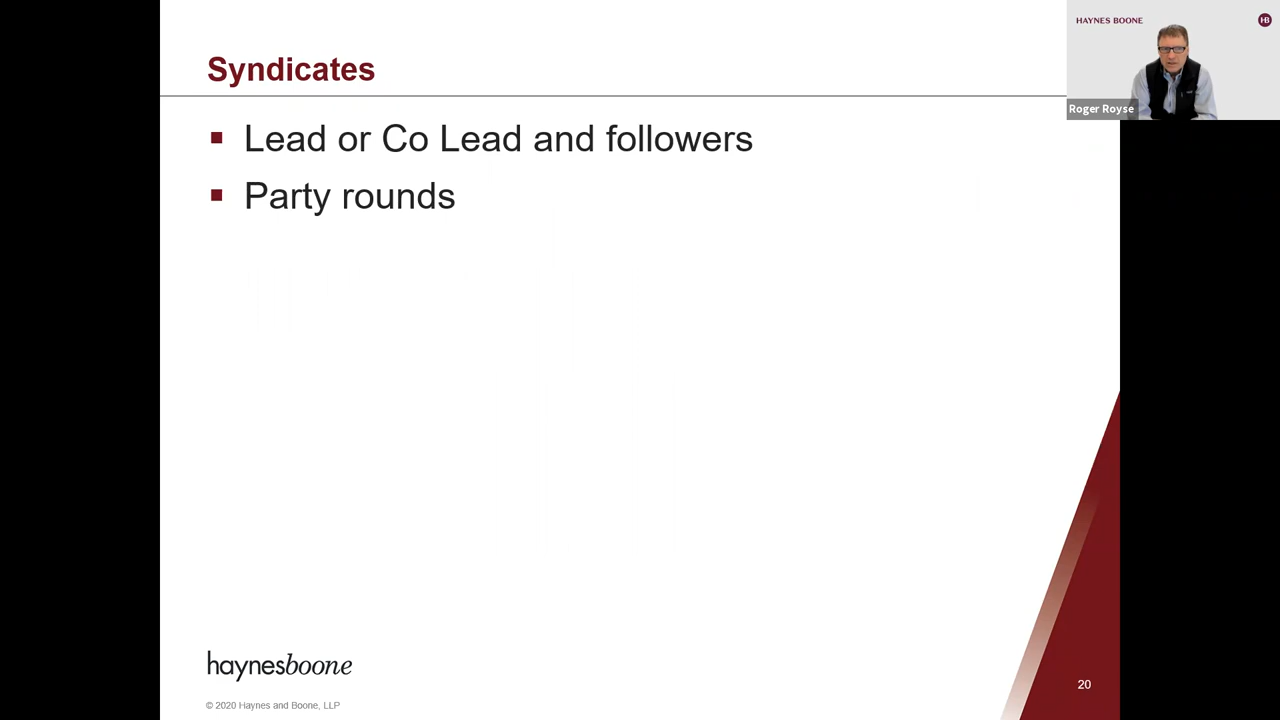 HAYNES BOONE
HB
Roger Royse
Syndicates
Lead or Co Lead and followers
Party rounds
haynesboone
© 2020 Haynes and Boone, LLP
20